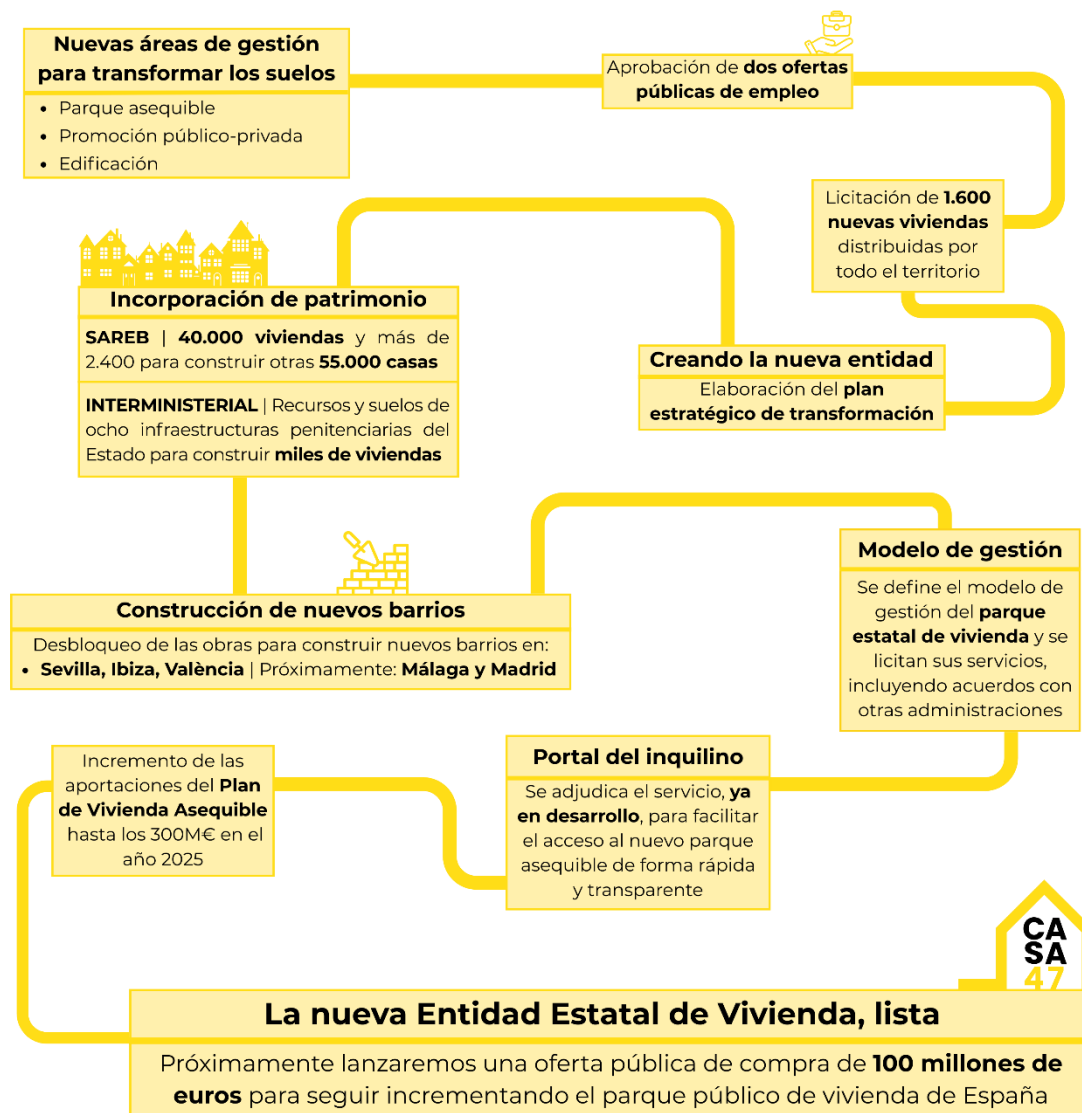 Nuevas áreas de gestión
para transformar los suelos
• Parque asequible
• Promoción público-privada
• Edificación
Aprobación de dos ofertas
públicas de empleo
Licitación de 1.600
nuevas viviendas
distribuidas por
todo el territorio
Creando la nueva entidad
Elaboración del plan
estratégico de transformación
Incorporación de patrimonio
SAREB | 40.000 viviendas y más de
2.400 para construir otras 55.000 casas
INTERMINISTERIAL | Recursos y suelos de
ocho infraestructuras penitenciarias del
Estado para construir miles de viviendas
Construcción de nuevos barrios
Desbloqueo de las obras para construir nuevos barrios en:
• Sevilla, Ibiza, València | Próximamente: Málaga y Madrid
Modelo de gestión
Se define el modelo de
gestión del parque
estatal de vivienda y se
licitan sus servicios,
incluyendo acuerdos con
otras administraciones
Portal del inquilino
Se adjudica el servicio, ya
en desarrollo, para facilitar
el acceso al nuevo parque
asequible de forma rápida
y transparente
Incremento de las
aportaciones del Plan
de Vivienda Asequible
hasta los 300M€ en el
año 2025
CA
SA
47
La nueva Entidad Estatal de Vivienda, lista
Próximamente lanzaremos una oferta pública de compra de 100 millones de
euros para seguir incrementando el parque público de vivienda de España